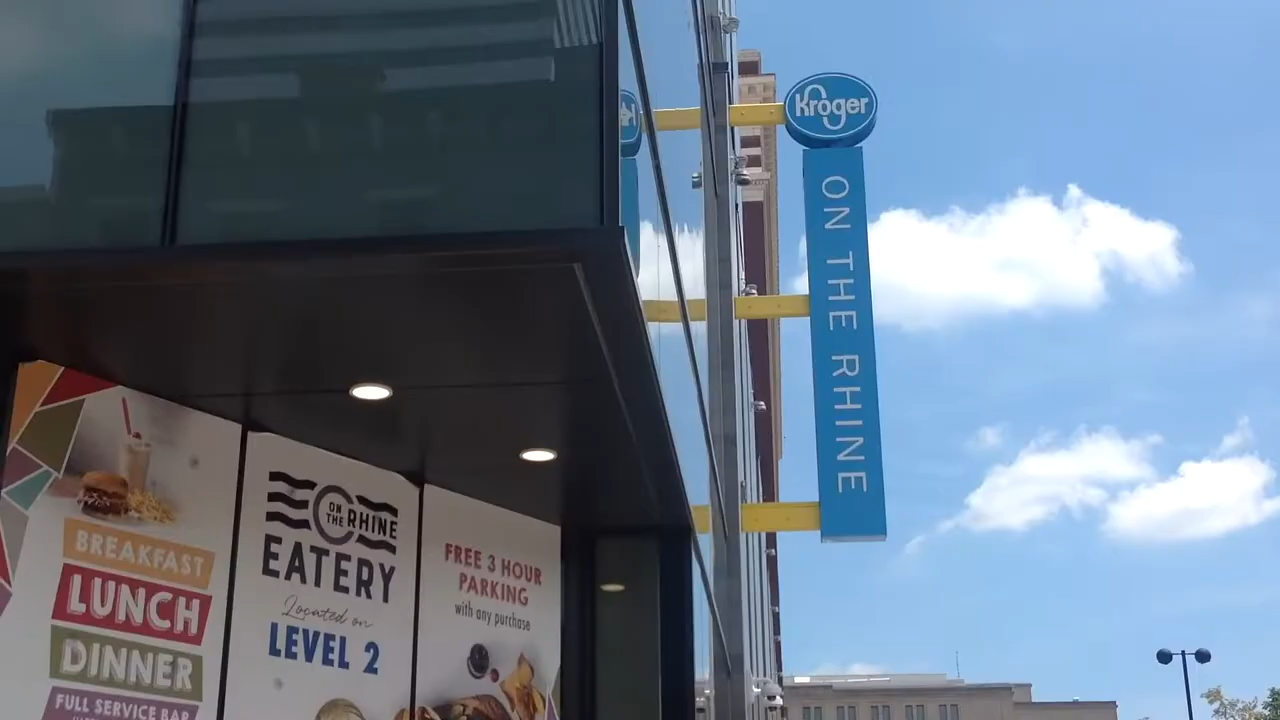 Kroger
ON THE RHINE
BREAKFAST
LUNCH
DINNER
FULL SERVICE BAR
ON
THE RHINE
EATERY
Located on
LEVEL 2
FREE 3 HOUR
PARKING
with any purchase